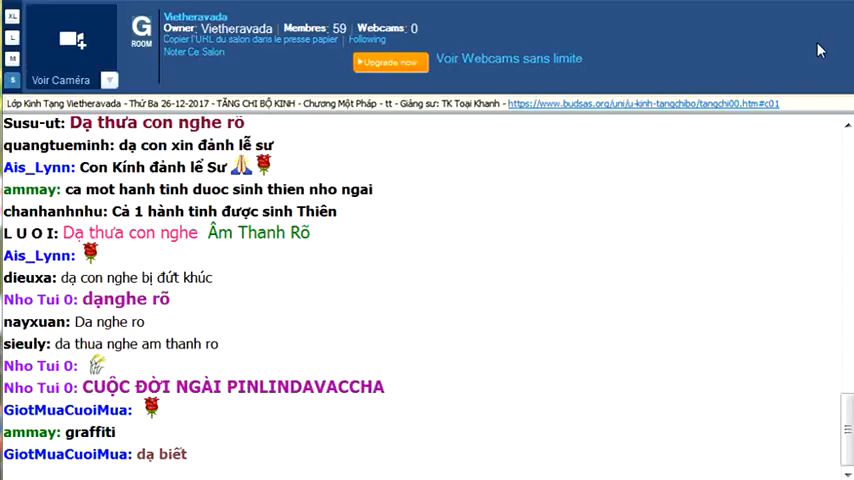 XL
L
M
S
Voir Caméra
G
ROOM
Vietheravada
Owner: Vietheravada Membres: 59 Webcams: 0
Copier l'URL du salon dans le presse papier Following
Noter Ce Salon
Upgrade now
Voir Webcams sans limite
Lớp Kinh Tạng Vietheravada - Thứ Ba 26-12-2017 - TĂNG CHI BỘ KINH - Chương Một Pháp - tt - Giảng sư: TK Toại Khanh - https://www.budsas.org/uni/u-kinh-tangchibo/tangchi00.htm#c01
Susu-ut: Dạ thưa con nghe rõ
quangtueminh: dạ con xin đảnh lễ sư
Ais_Lynn: Con Kính đảnh lể Sư
ammay: ca mot hanh tinh duoc sinh thien nho ngai
chanhanhnhu: Cả 1 hành tinh được sinh Thiên
L U O I: Dạ thưa con nghe Âm Thanh Rõ
Ais_Lynn:
dieuxa: dạ con nghe bị đứt khúc
Nho Tui 0: dạnghe rõ
nayxuan: Da nghe ro
sieuly: da thua nghe am thanh ro
Nho Tui 0:
Nho Tui 0: CUỘC ĐỜI NGÀI PINLINDAVACCHA
GiotMuaCuoiMua:
ammay: graffiti
GiotMuaCuoiMua: dạ biết